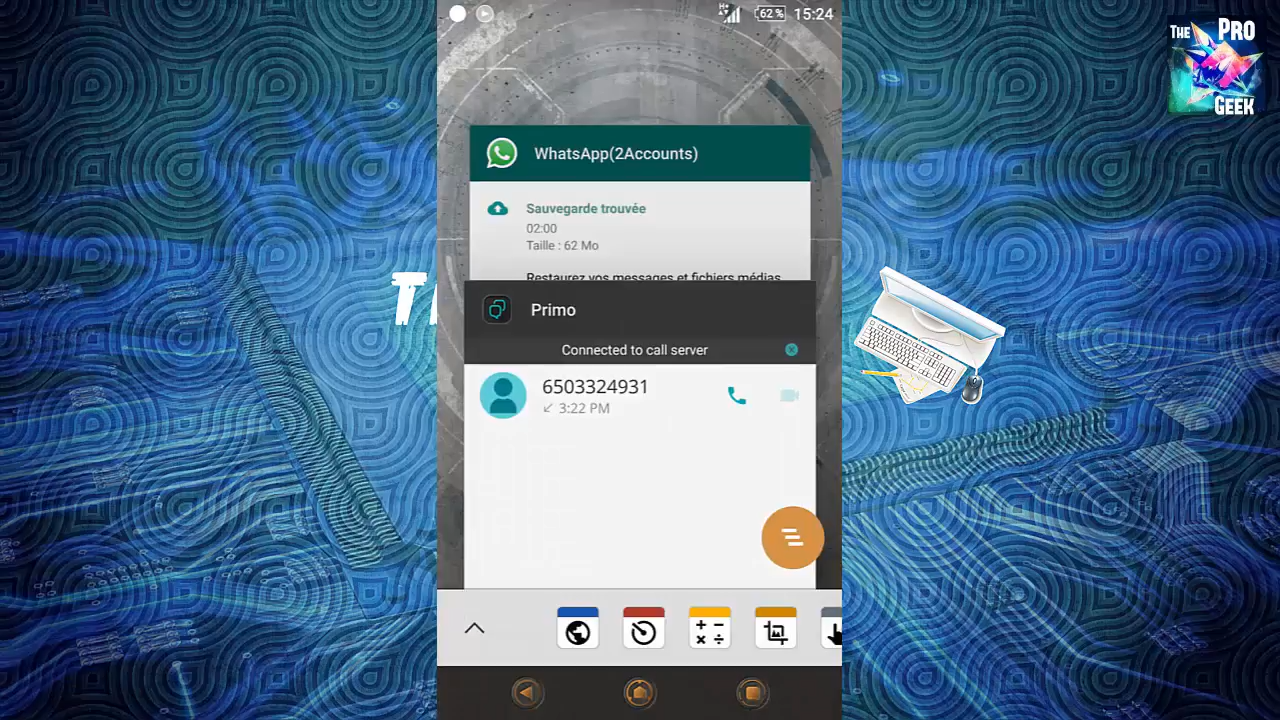 H+
62 %
15:24
THE PRO
GEEK
WhatsApp(2Accounts)
Sauvegarde trouvée
02:00
Taille : 62 Mo
Restaurez vos messages et fichiers médias
Primo
Connected to call server
6503324931
3:22 PM